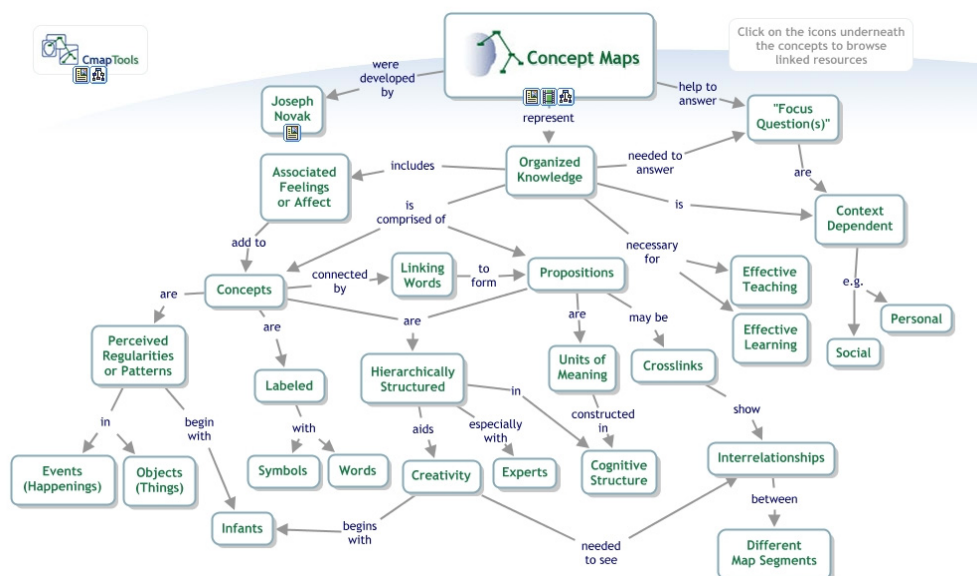 CmapTools
Concept Maps
Click on the icons underneath
the concepts to browse
linked resources
were
developed
by
help to
answer
Joseph
Novak
represent
"Focus
Question(s)"
Associated
Feelings
or Affect
includes
Organized
Knowledge
needed to
answer
are
is
comprised of
is
Context
Dependent
add to
necessary
for
Concepts
connected
by
Linking
Words
to
form
Propositions
Effective
Teaching
e.g.
Personal
are
are
are
are
may be
Effective
Learning
Social
Perceived
Regularities
or Patterns
Labeled
Hierarchically
Structured
Units of
Meaning
Crosslinks
in
begin
with
with
aids
especially
with
in
constructed
in
show
Events
(Happenings)
Objects
(Things)
Symbols
Words
Creativity
Experts
Cognitive
Structure
Interrelationships
Infants
begins
with
needed
to see
between
Different
Map Segments